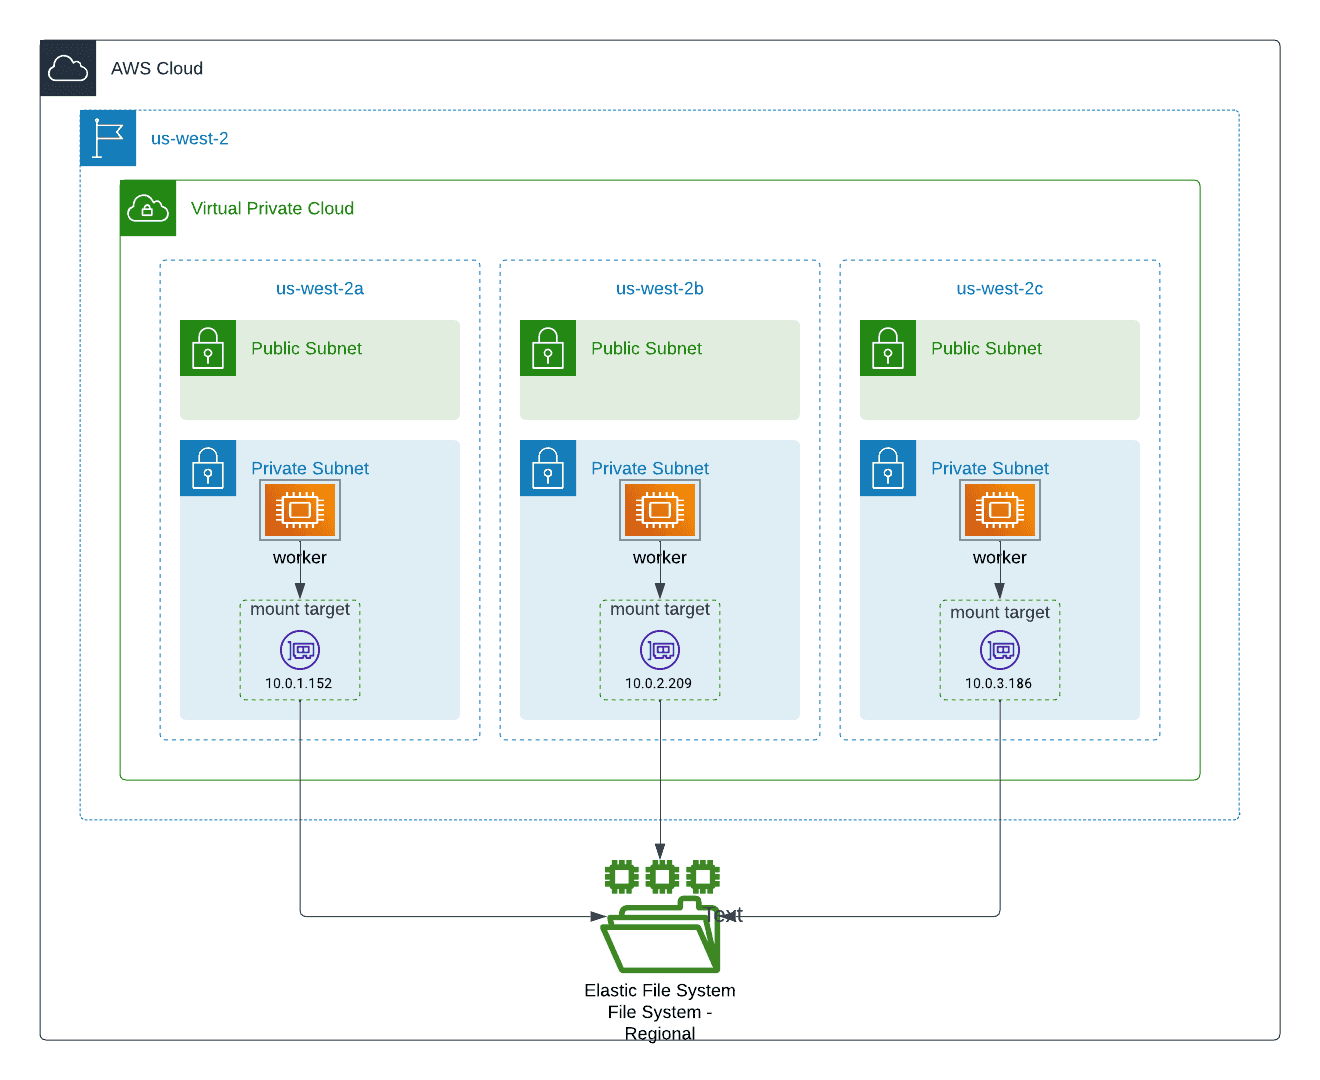 AWS Cloud
us-west-2
Virtual Private Cloud
us-west-2a
us-west-2b
us-west-2c
Public Subnet
Public Subnet
Public Subnet
Private Subnet
Private Subnet
Private Subnet
worker
worker
worker
mount target
mount target
mount target
10.0.1.152
10.0.2.209
10.0.3.186
Text
Elastic File System
File System -
Regional